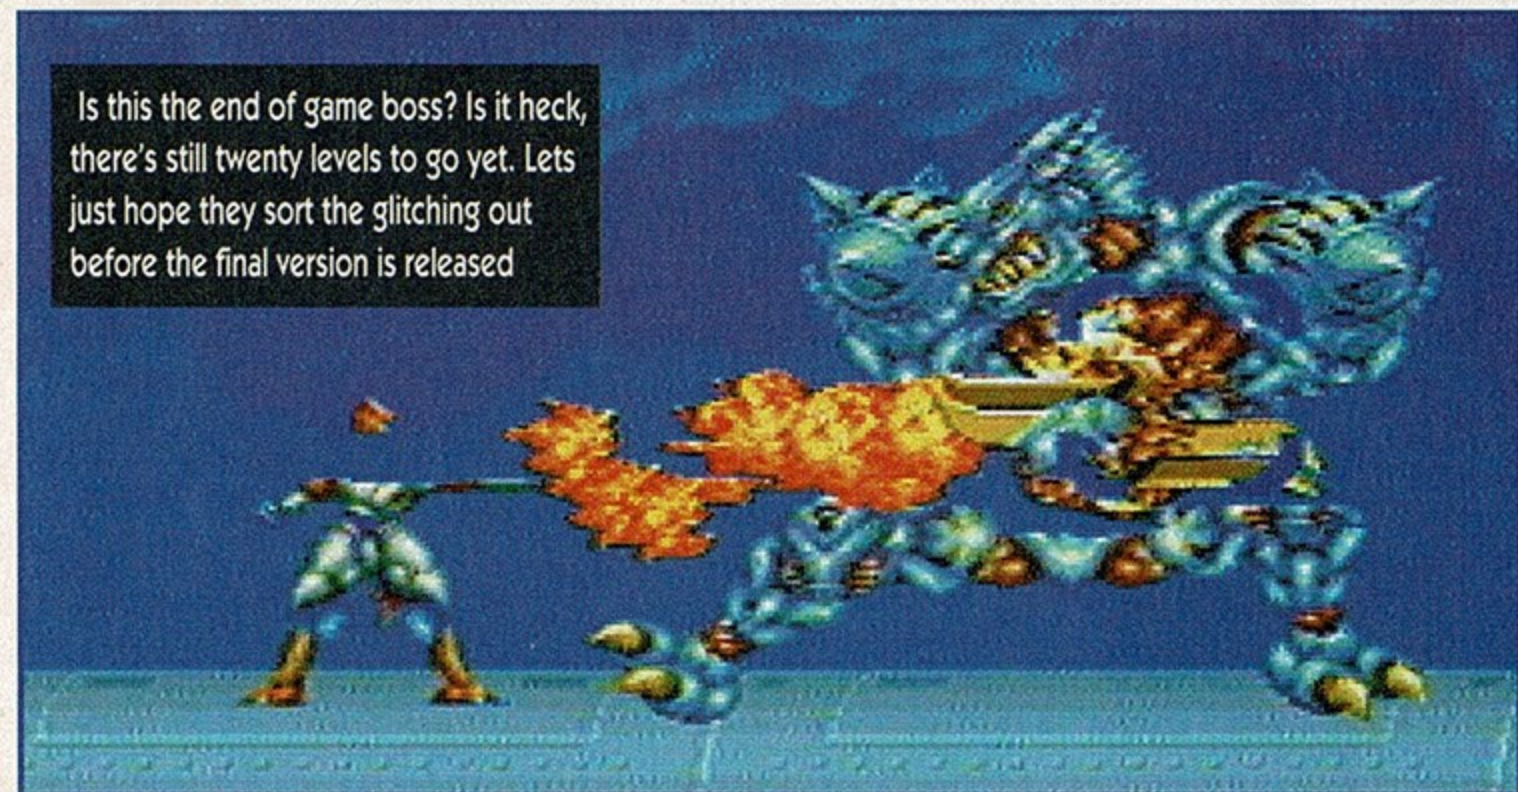 Is this the end of game boss? Is it heck,
there's still twenty levels to go yet. Lets
just hope they sort the glitching out
before the final version is released